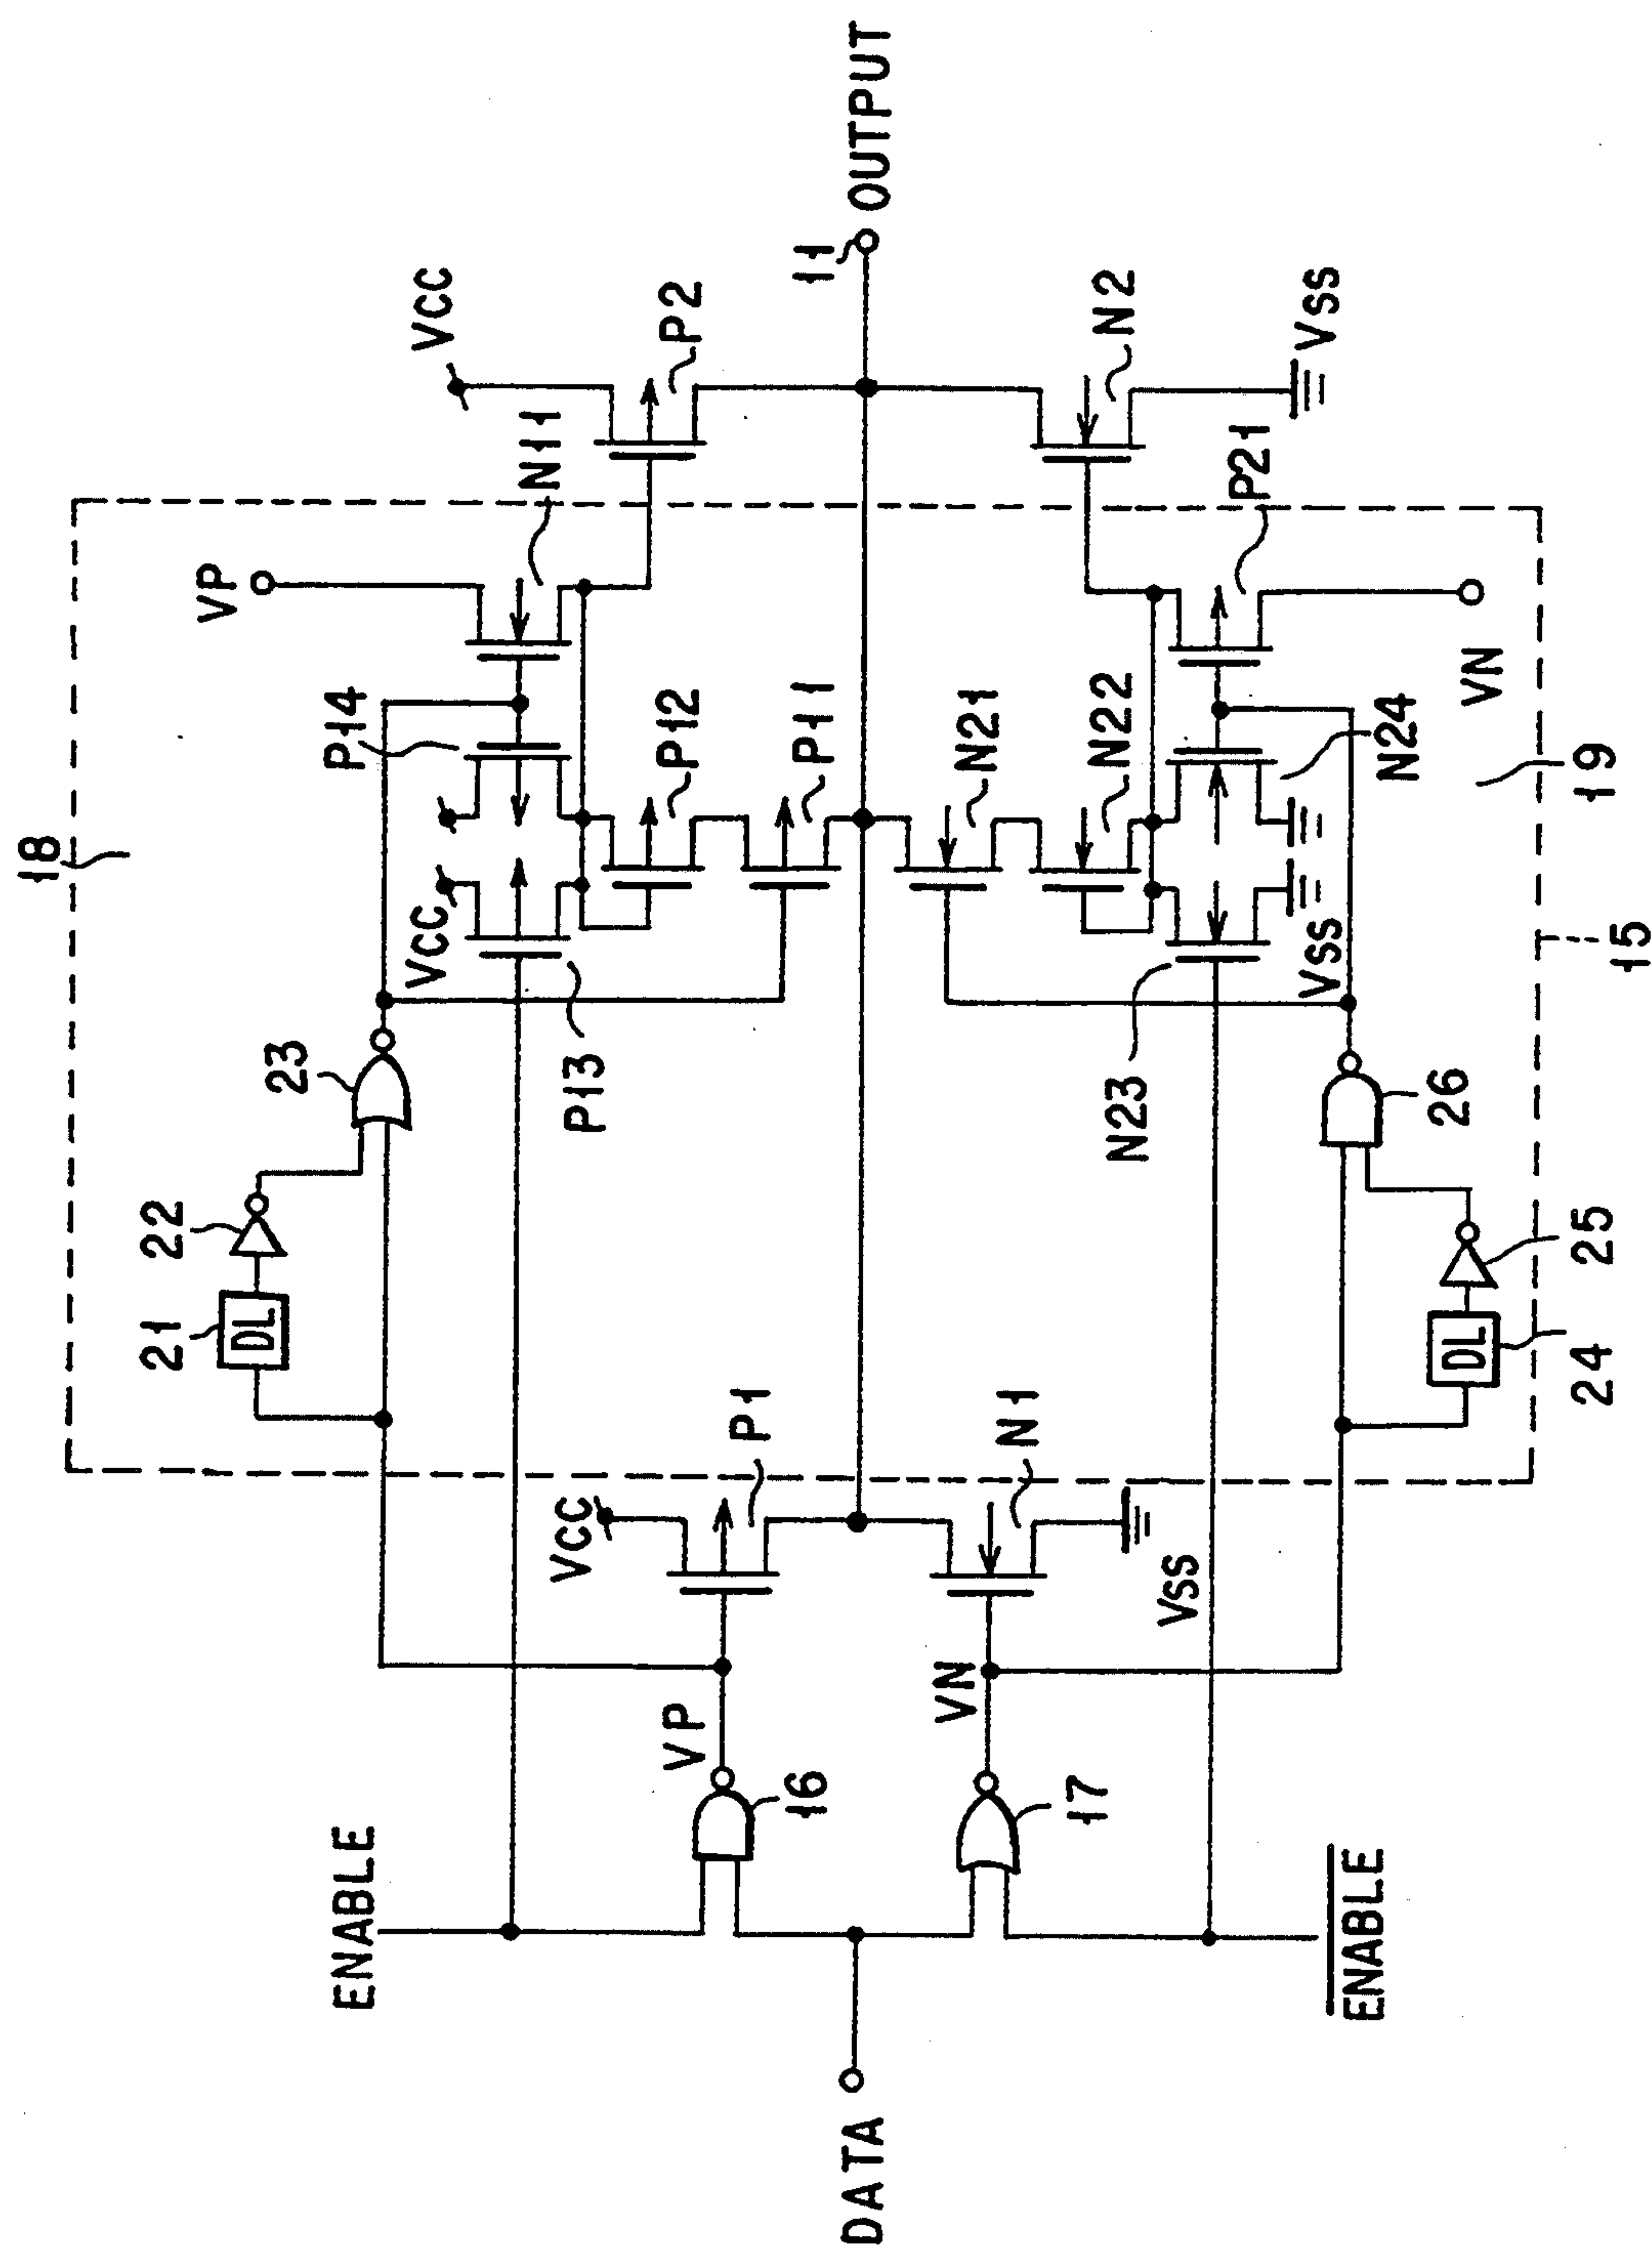 18
VP
N11
VCC
P2
11
OUTPUT
P14
P12
P11
VCC
P13
23
22
21
DL
N21
N22
N24
N2
VSS
P21
VN
19
15
N23
VSS
26
25
24
DL
VCC
P1
N1
VSS
VP
VN
16
17
ENABLE
ENABLE
DATA